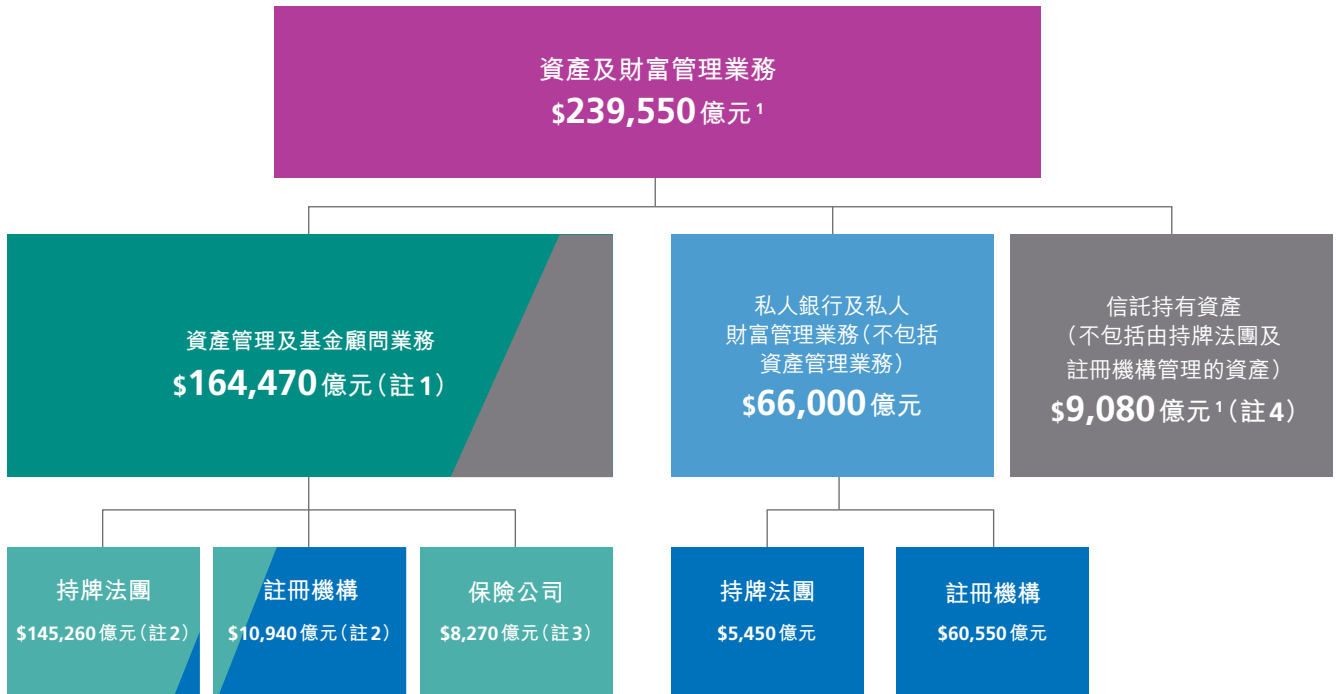 資產及財富管理業務
$239,550億元¹
資產管理及基金顧問業務
$164,470億元(註1)
私人銀行及私人
財富管理業務(不包括
資產管理業務)
$66,000億元
信託持有資產
(不包括由持牌法團及
註冊機構管理的資產)
$9,080億元¹(註4)
持牌法團
$145,260億元(註2)
註冊機構
$10,940億元(註2)
保險公司
$8,270億元(註3)
持牌法團
$5,450億元
註冊機構
$60,550億元